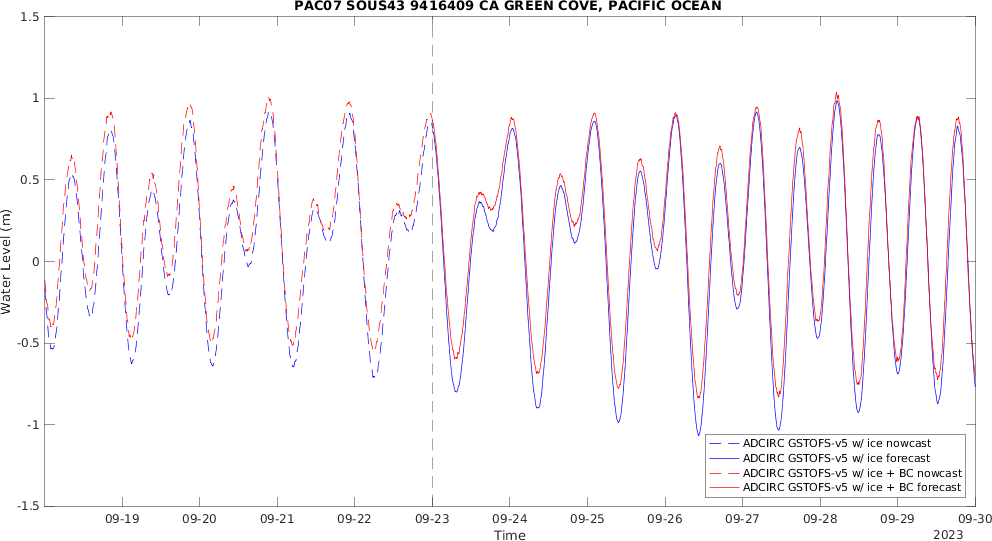 PAC07 SOUS43 9416409 CA GREEN COVE, PACIFIC OCEAN
Water Level (m)
1.5
1
0.5
0
-0.5
-1
-1.5
ADCIRC GSTOFS-v5 w/ ice nowcast
ADCIRC GSTOFS-v5 w/ ice forecast
ADCIRC GSTOFS-v5 w/ ice + BC nowcast
ADCIRC GSTOFS-v5 w/ ice + BC forecast
09-19 09-20 09-21 09-22 09-23 09-24 09-25 09-26 09-27 09-28 09-29 09-30
Time
2023